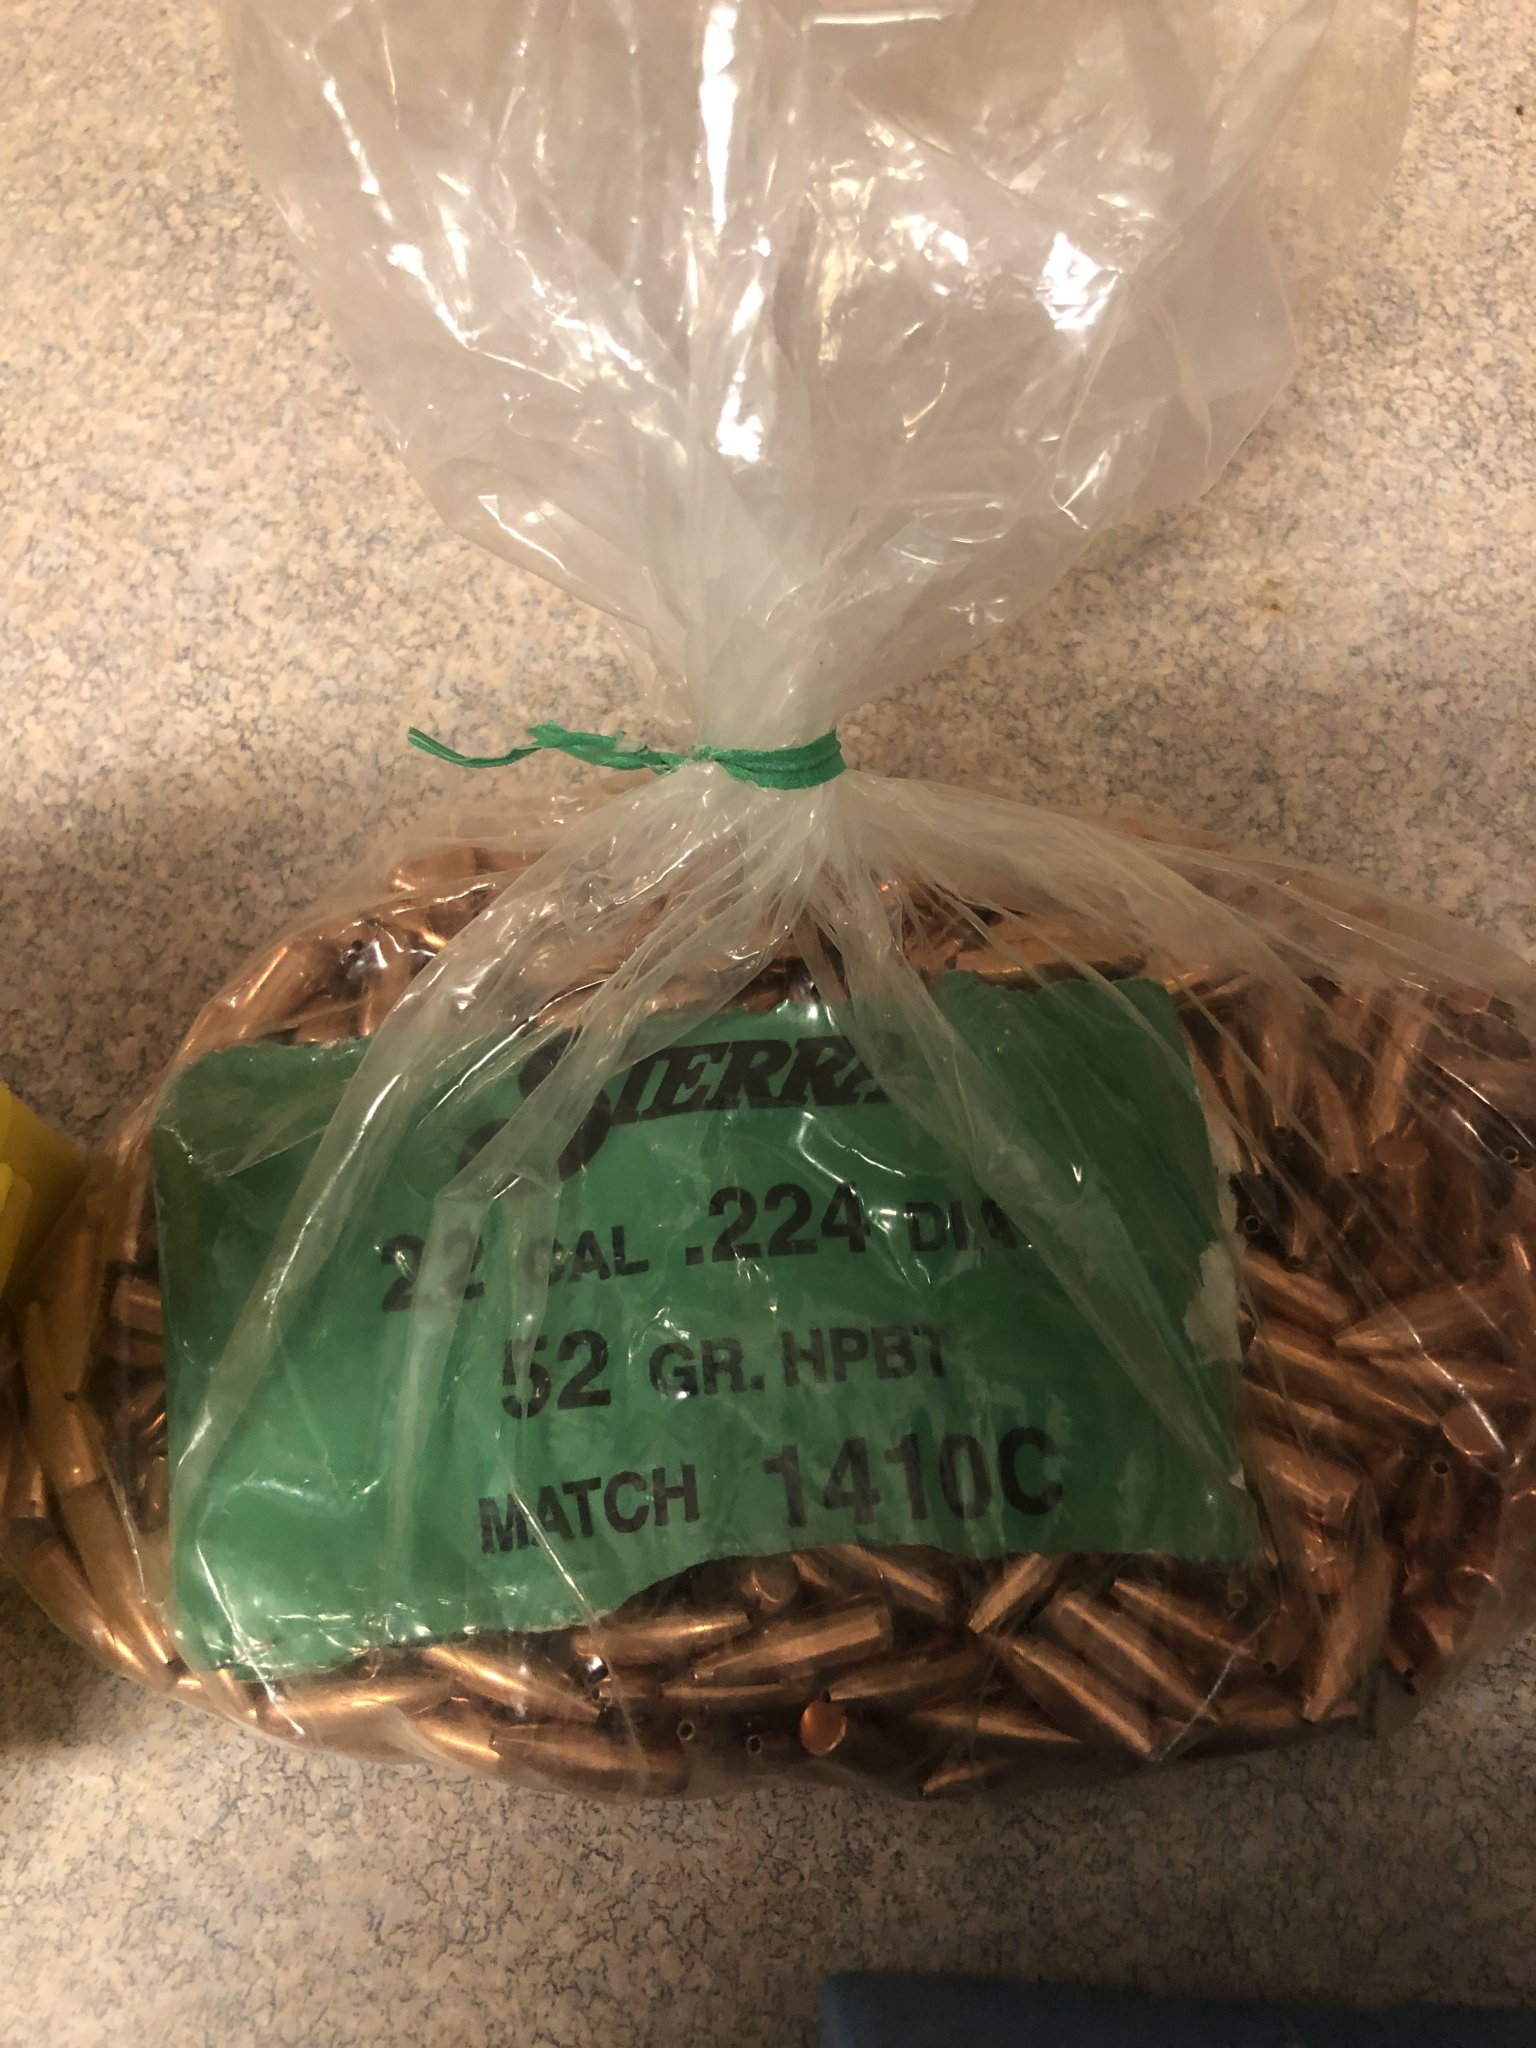 SIERRA
22 CAL .224 DIA
52 GR. HPBT
MATCH 1410C